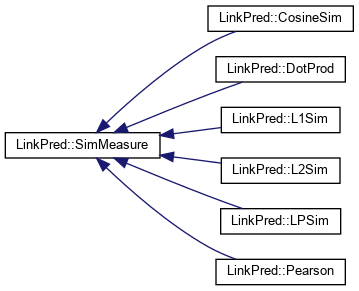 LinkPred::CosineSim
LinkPred::DotProd
LinkPred::L1Sim
LinkPred::SimMeasure
LinkPred::L2Sim
LinkPred::LPSim
LinkPred::Pearson